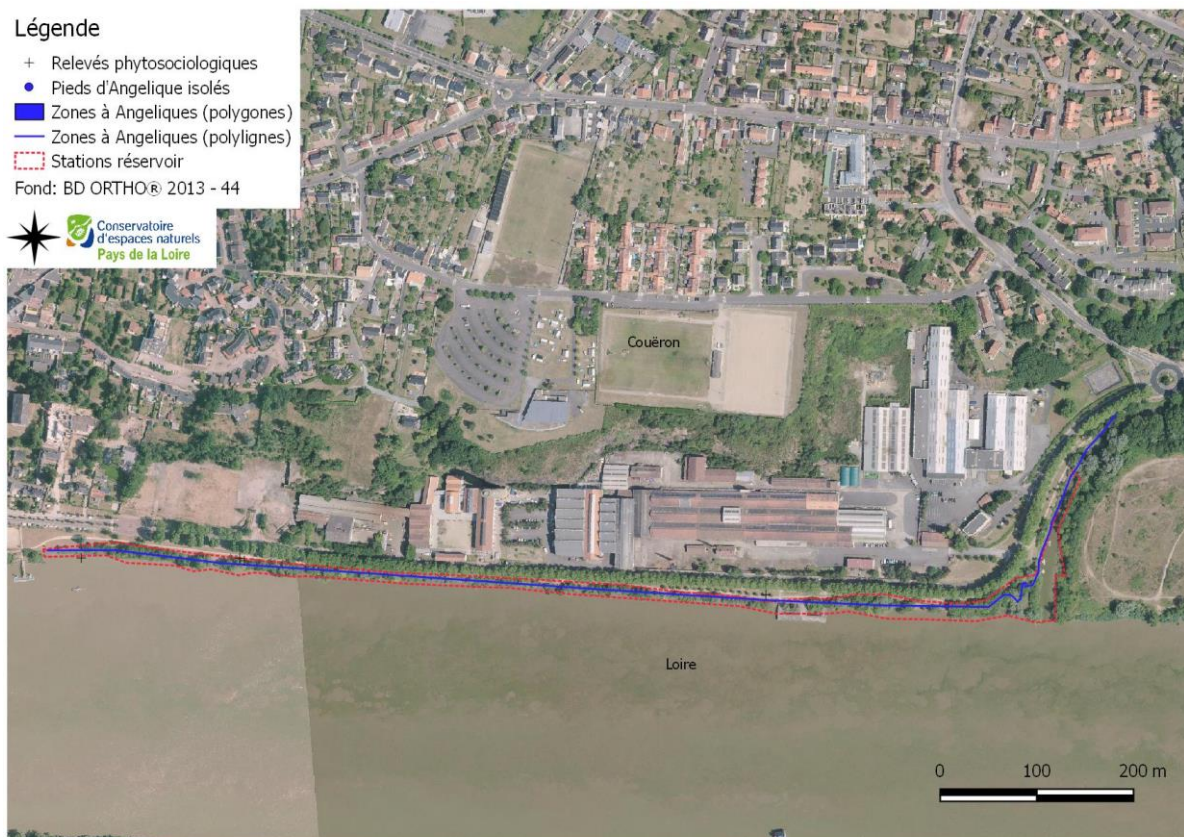 Légende
Relevés phytosociologiques
Pieds d'Angelique isolés
Zones à Angeliques (polygones)
Zones à Angeliques (polylignes)
Stations réservoir
Fond: BD ORTHO® 2013 - 44
Conservatoire
d'espaces naturels
Pays de la Loire
Couëron
Loire
0 100 200 m